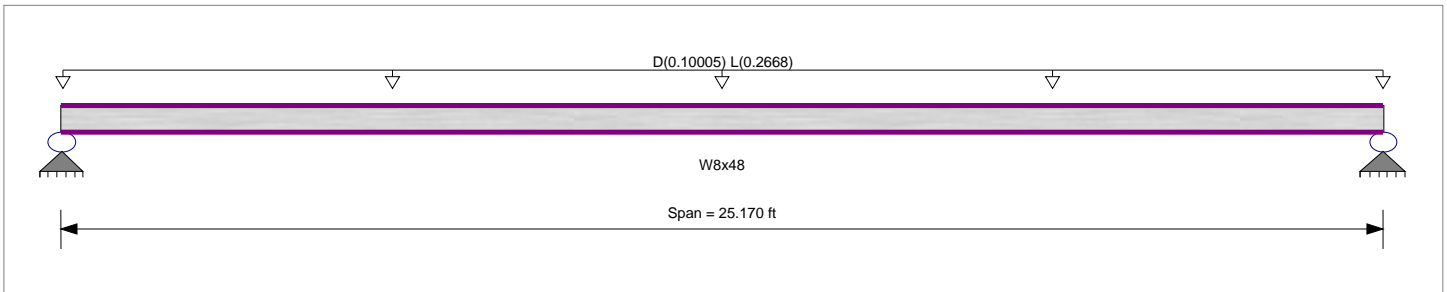 D(0.10005) L(0.2668)
W8x48
Span = 25.170 ft